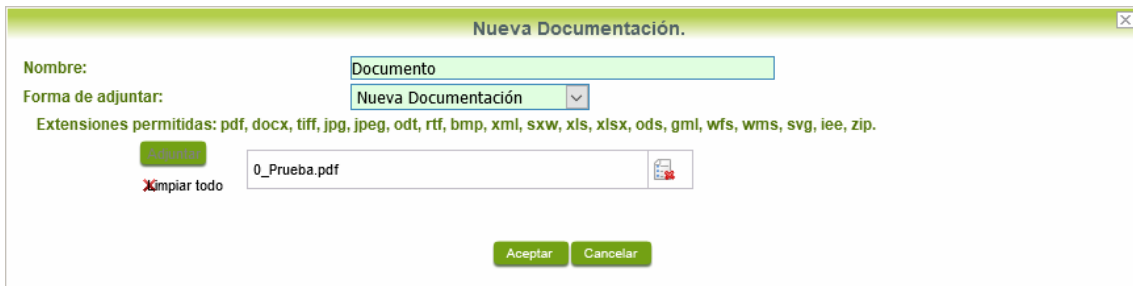 Nueva Documentación.
Nombre: Documento
Forma de adjuntar: Nueva Documentación
Extensiones permitidas: pdf, docx, tiff, jpg, jpeg, odt, rtf, bmp, xml, sxw, xls, xlsx, ods, gml, wfs, wms, svg, iee, zip.
Adjuntar
0_Prueba.pdf
Limpiar todo
Aceptar Cancelar